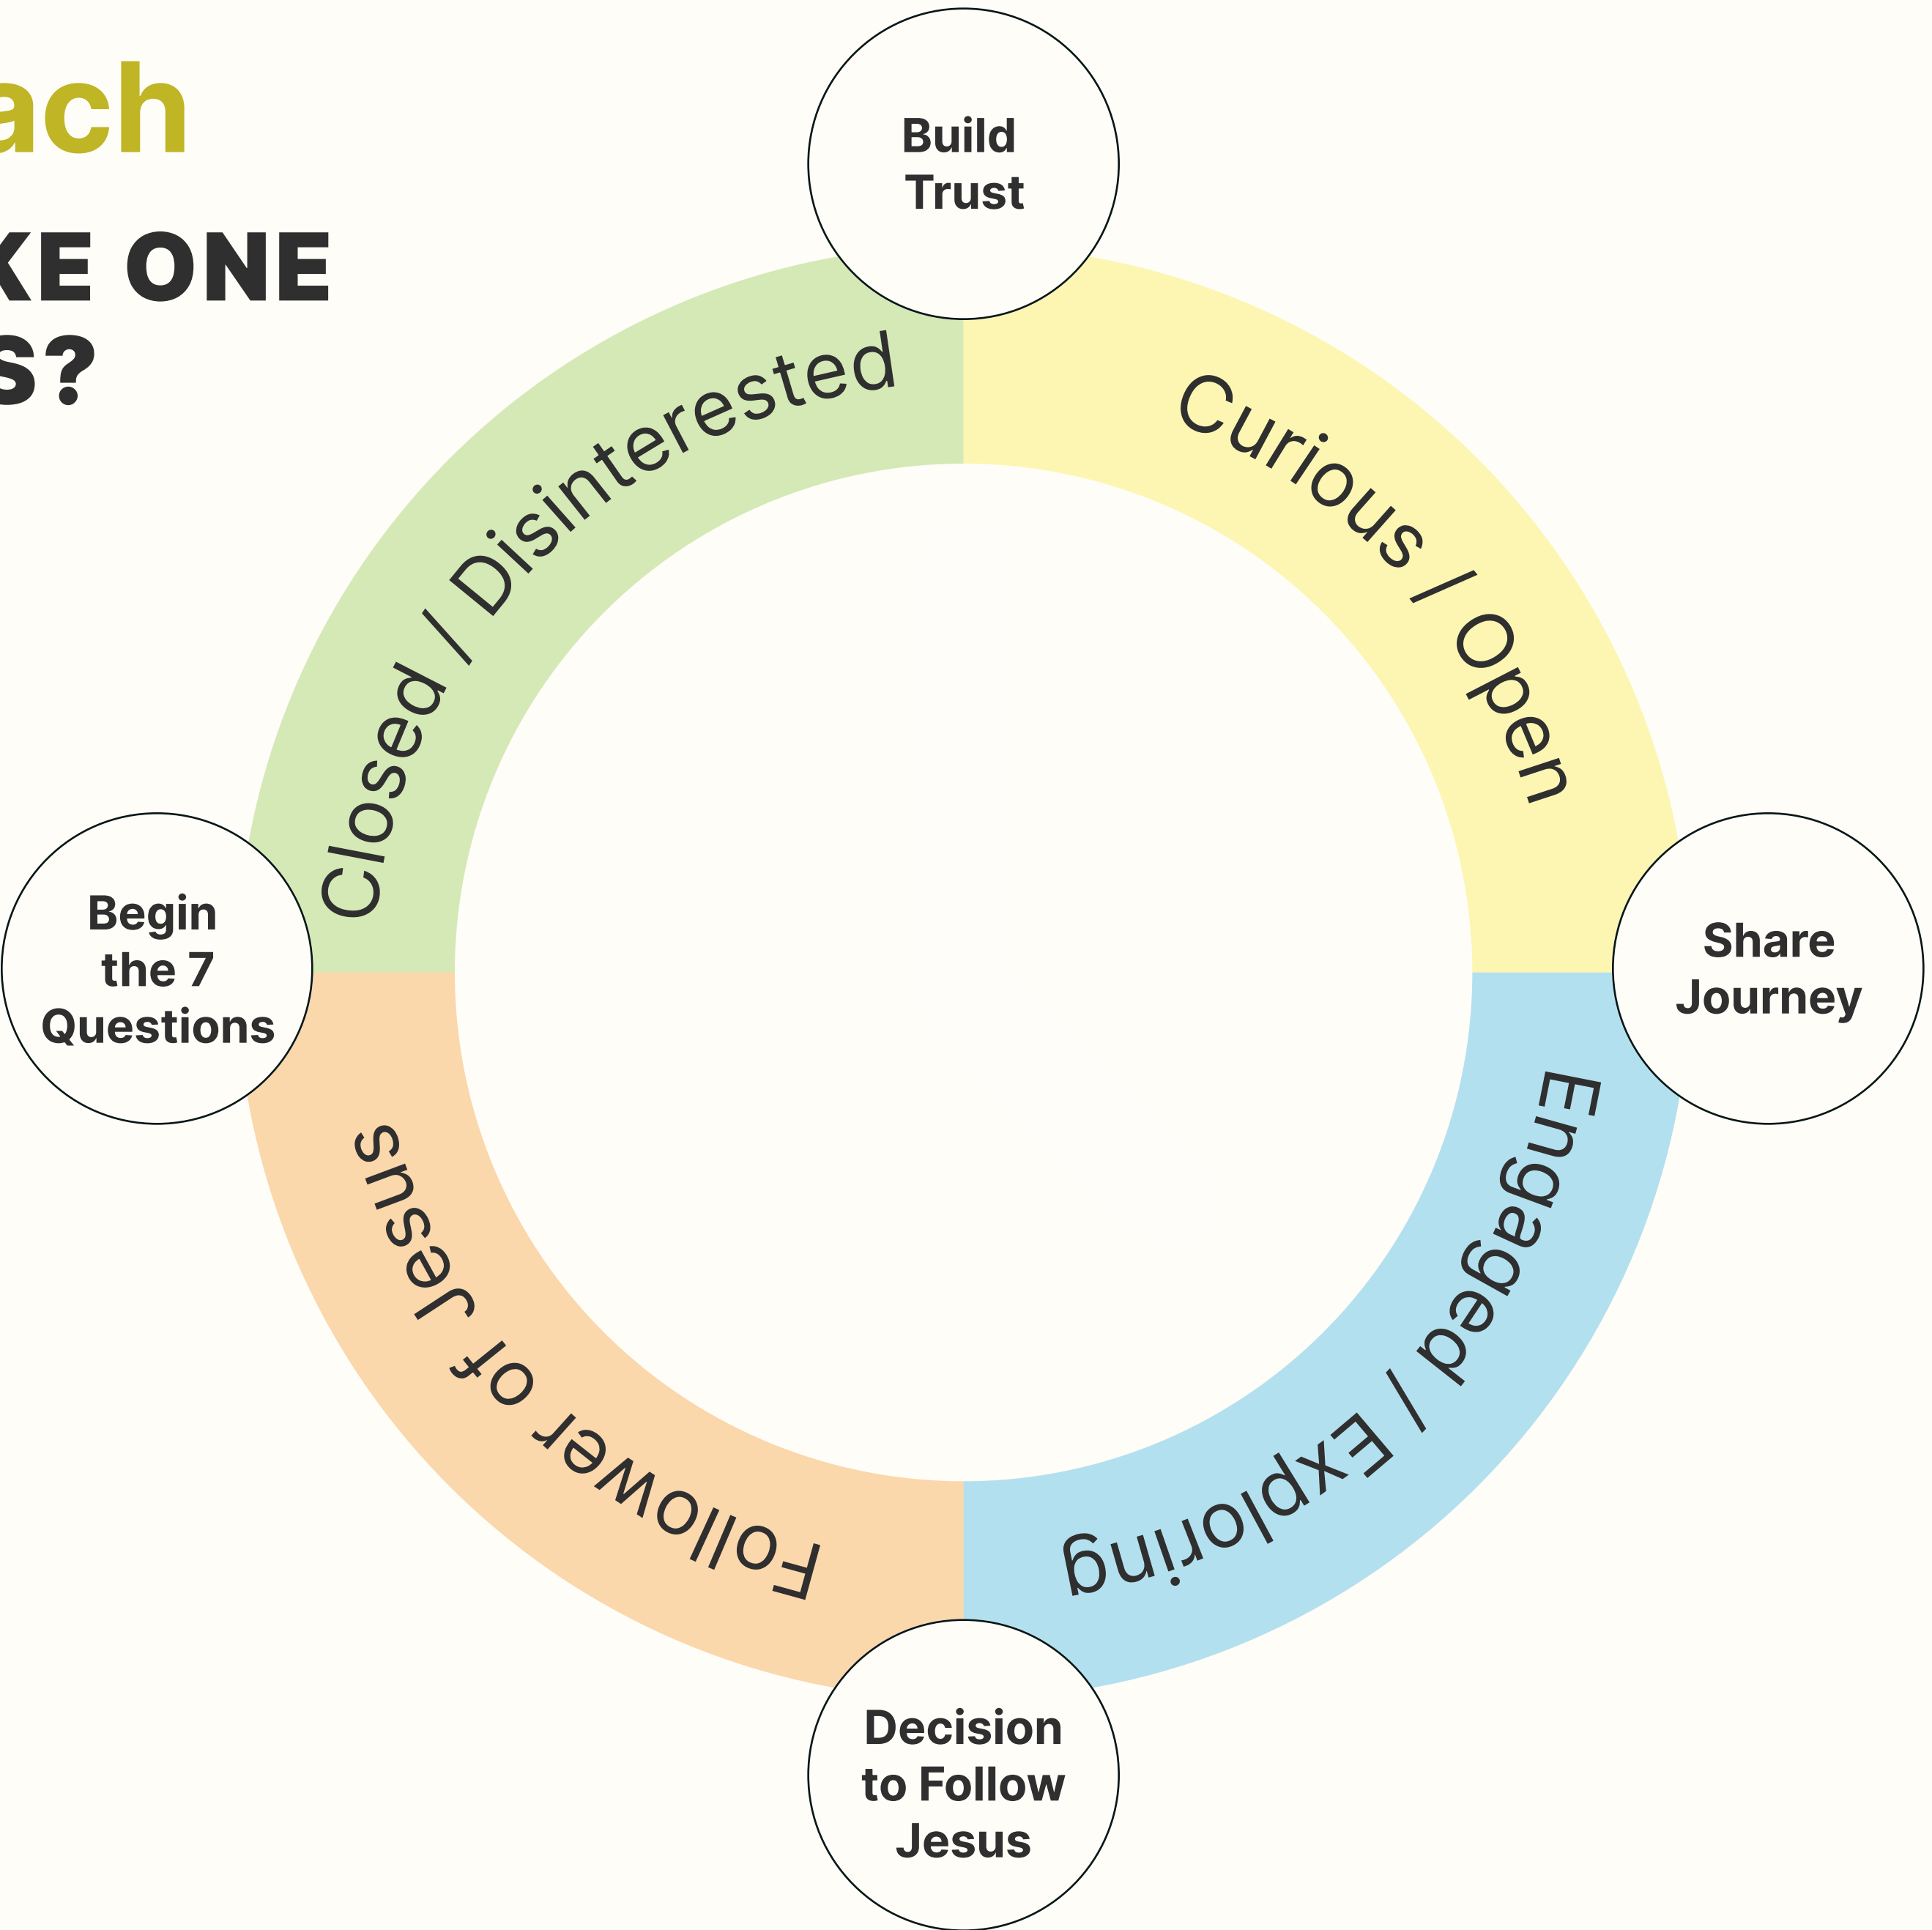 ach
KE ONE
S?
Build
Trust
Closed / Disinterested
Curious / Open
Begin
the 7
Questions
Share
Journey
Follower of Jesus
Engaged / Exploring
Decision
to Follow
Jesus